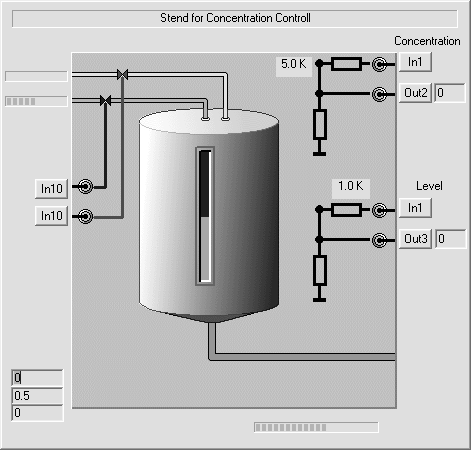 Stend for Concentration Controll
Concentration
5.0 K
In1
Out2
0
In10
In10
1.0 K
Level
In1
Out3
0
0
0.5
0